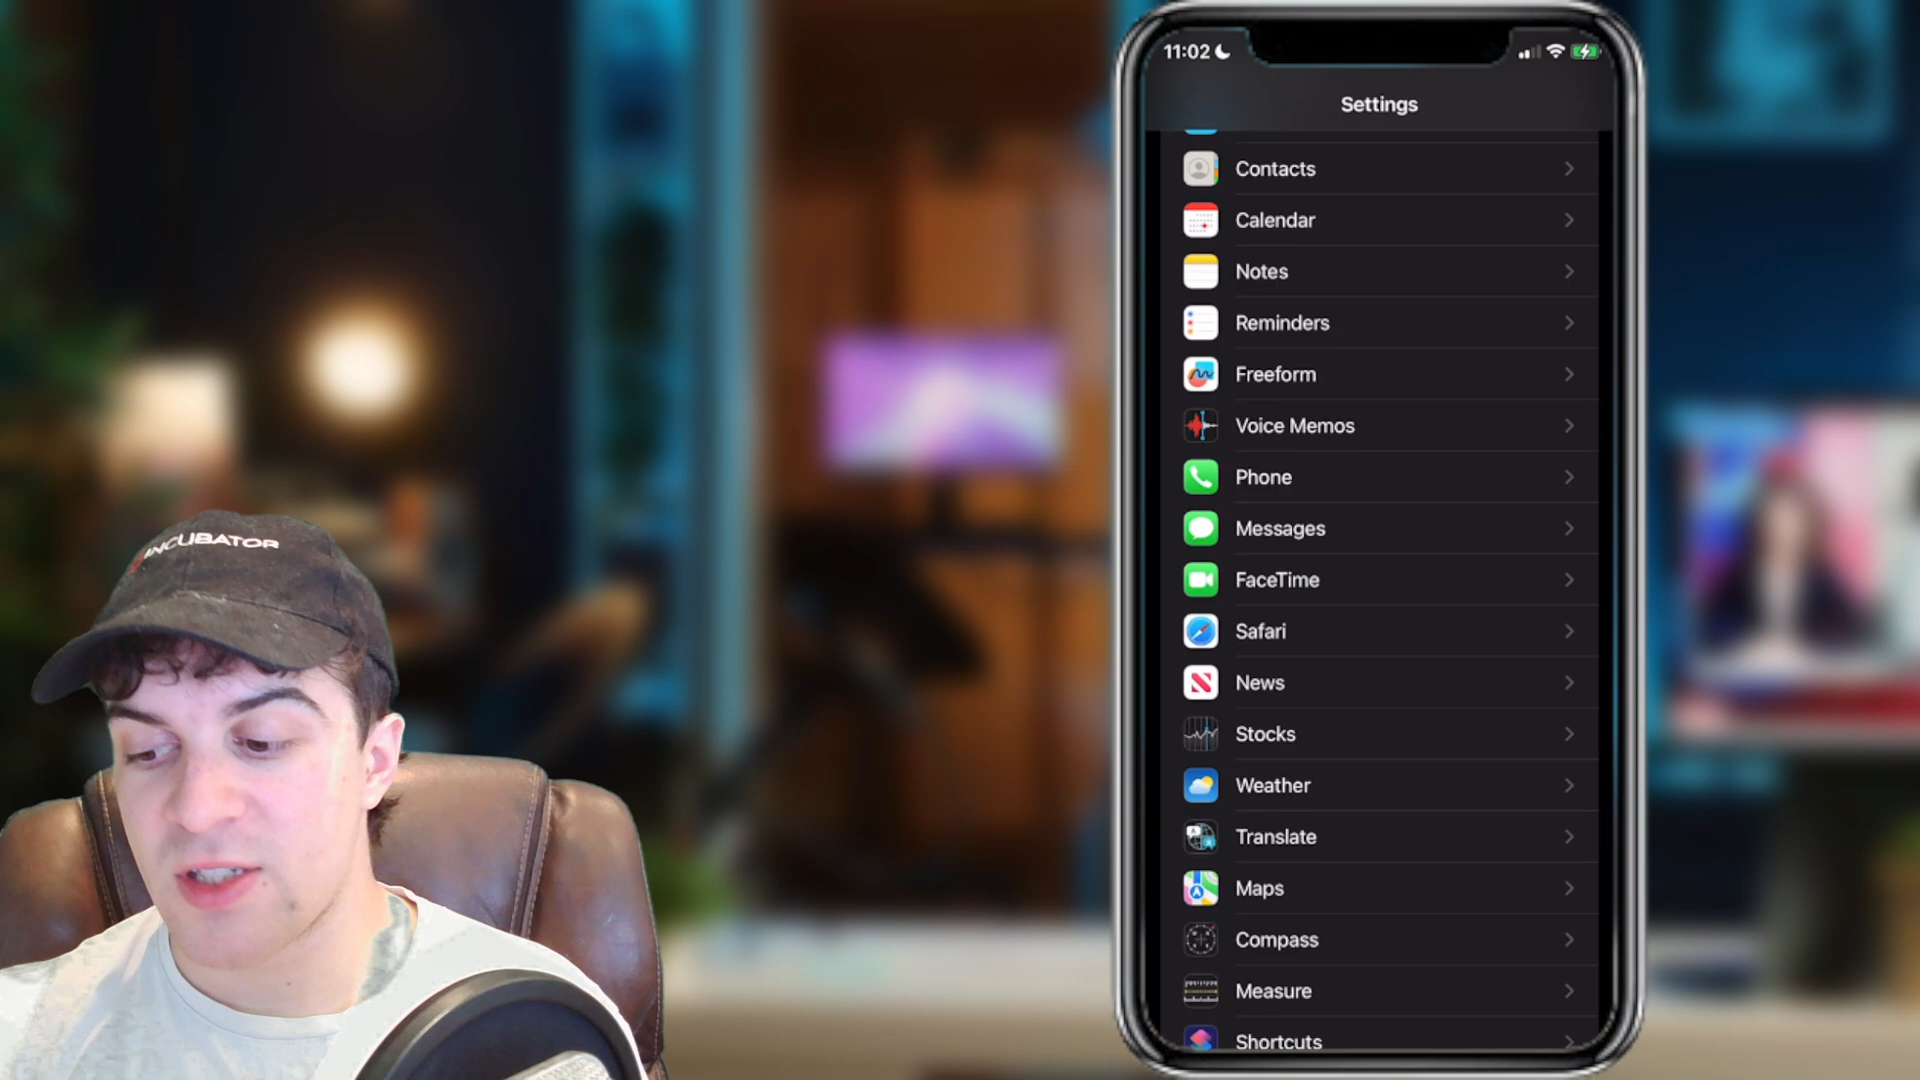 11:02
Settings
Contacts
Calendar
Notes
Reminders
Freeform
Voice Memos
Phone
Messages
FaceTime
Safari
News
Stocks
Weather
Translate
Maps
Compass
Measure
Shortcuts
INCUBATOR